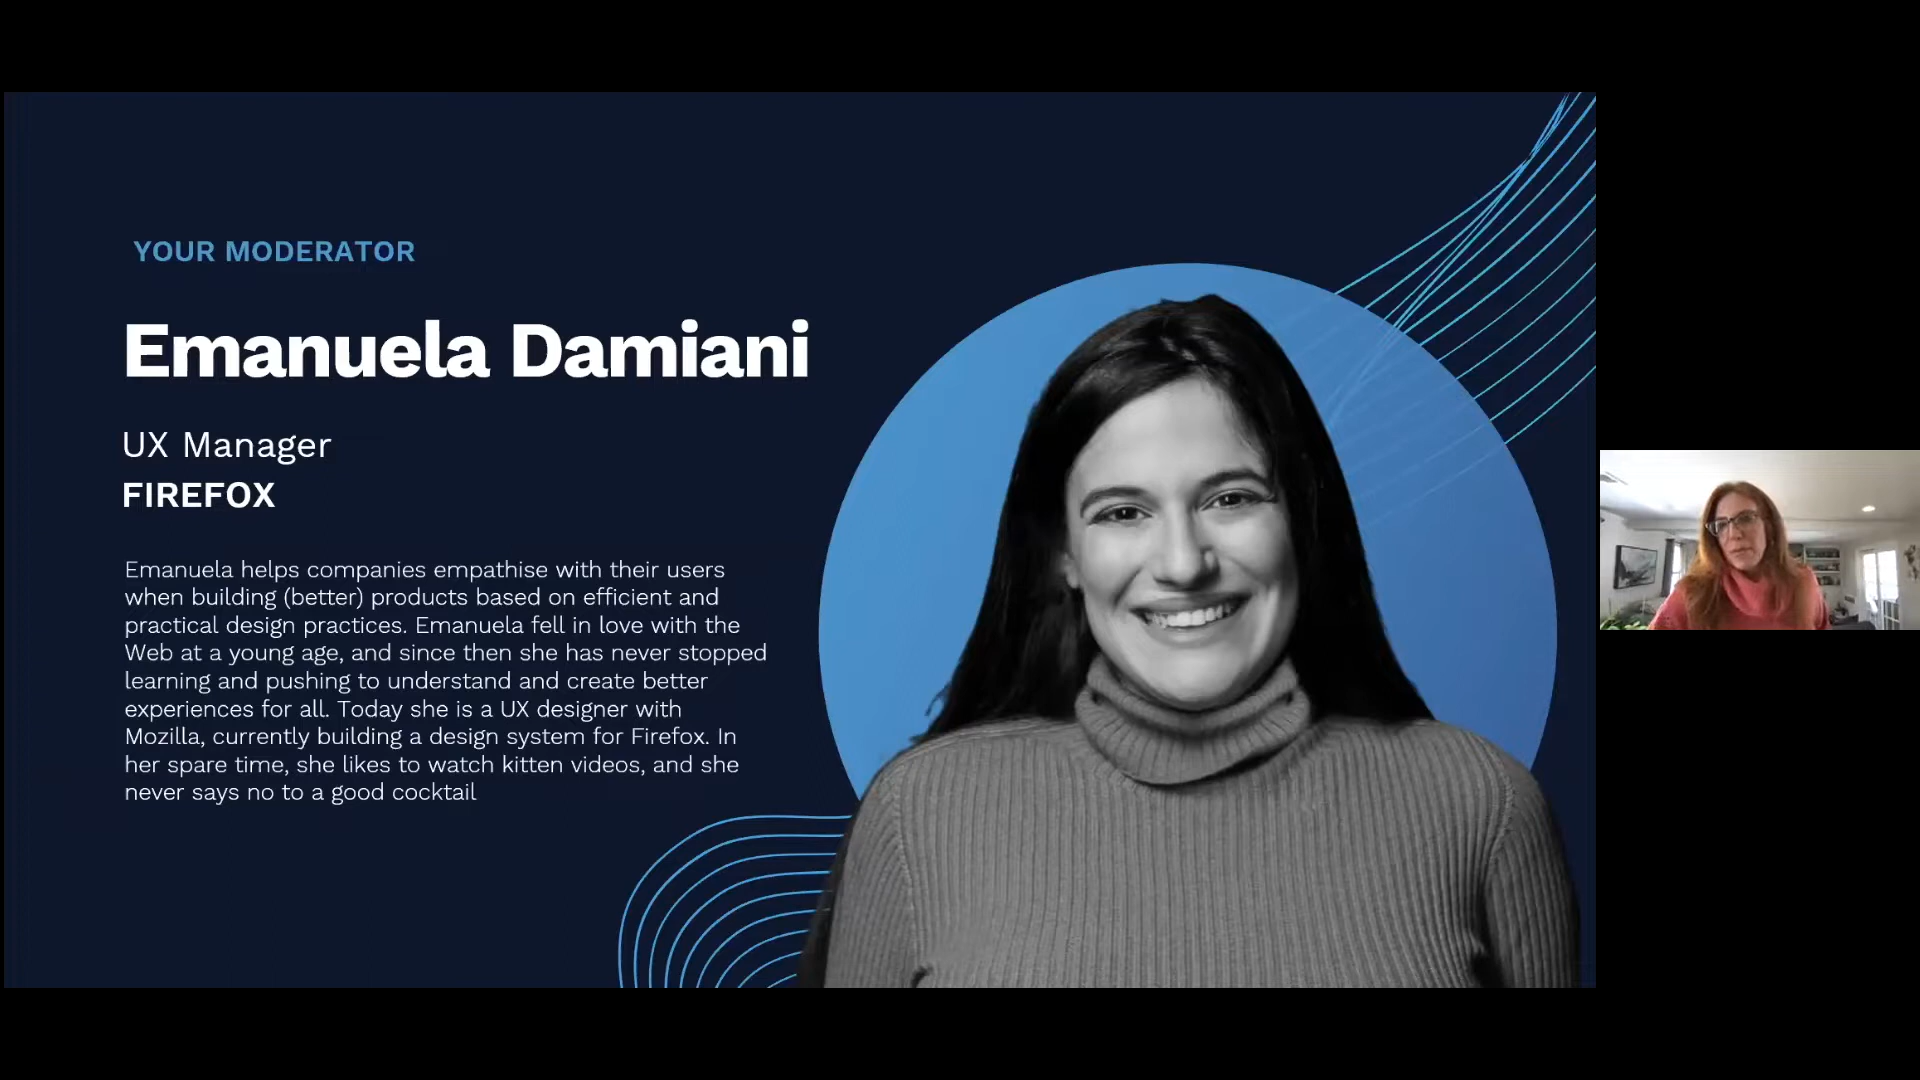 YOUR MODERATOR
Emanuela Damiani
UX Manager
FIREFOX
Emanuela helps companies empathise with their users
when building (better) products based on efficient and
practical design practices. Emanuela fell in love with the
Web at a young age, and since then she has never stopped
learning and pushing to understand and create better
experiences for all. Today she is a UX designer with
Mozilla, currently building a design system for Firefox. In
her spare time, she likes to watch kitten videos, and she
never says no to a good cocktail